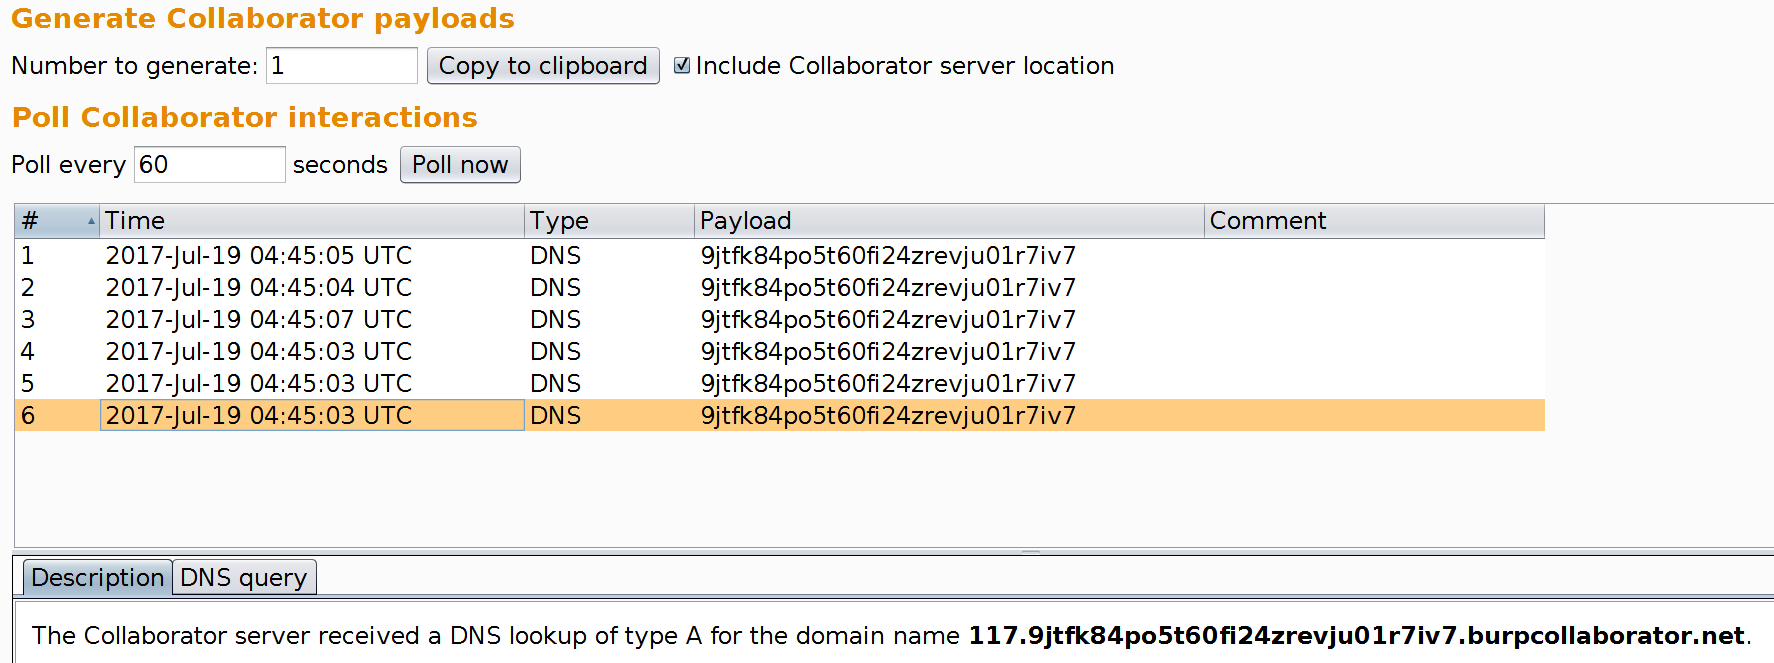 Generate Collaborator payloads
Number to generate: 1 Copy to clipboard Include Collaborator server location
Poll Collaborator interactions
Poll every 60 seconds Poll now
# Time Type Payload Comment
1 2017-Jul-19 04:45:05 UTC DNS 9jtfk84po5t60fi24zrevju01r7iv7
2 2017-Jul-19 04:45:04 UTC DNS 9jtfk84po5t60fi24zrevju01r7iv7
3 2017-Jul-19 04:45:07 UTC DNS 9jtfk84po5t60fi24zrevju01r7iv7
4 2017-Jul-19 04:45:03 UTC DNS 9jtfk84po5t60fi24zrevju01r7iv7
5 2017-Jul-19 04:45:03 UTC DNS 9jtfk84po5t60fi24zrevju01r7iv7
6 2017-Jul-19 04:45:03 UTC DNS 9jtfk84po5t60fi24zrevju01r7iv7
Description DNS query
The Collaborator server received a DNS lookup of type A for the domain name 117.9jtfk84po5t60fi24zrevju01r7iv7.burpcollaborator.net.